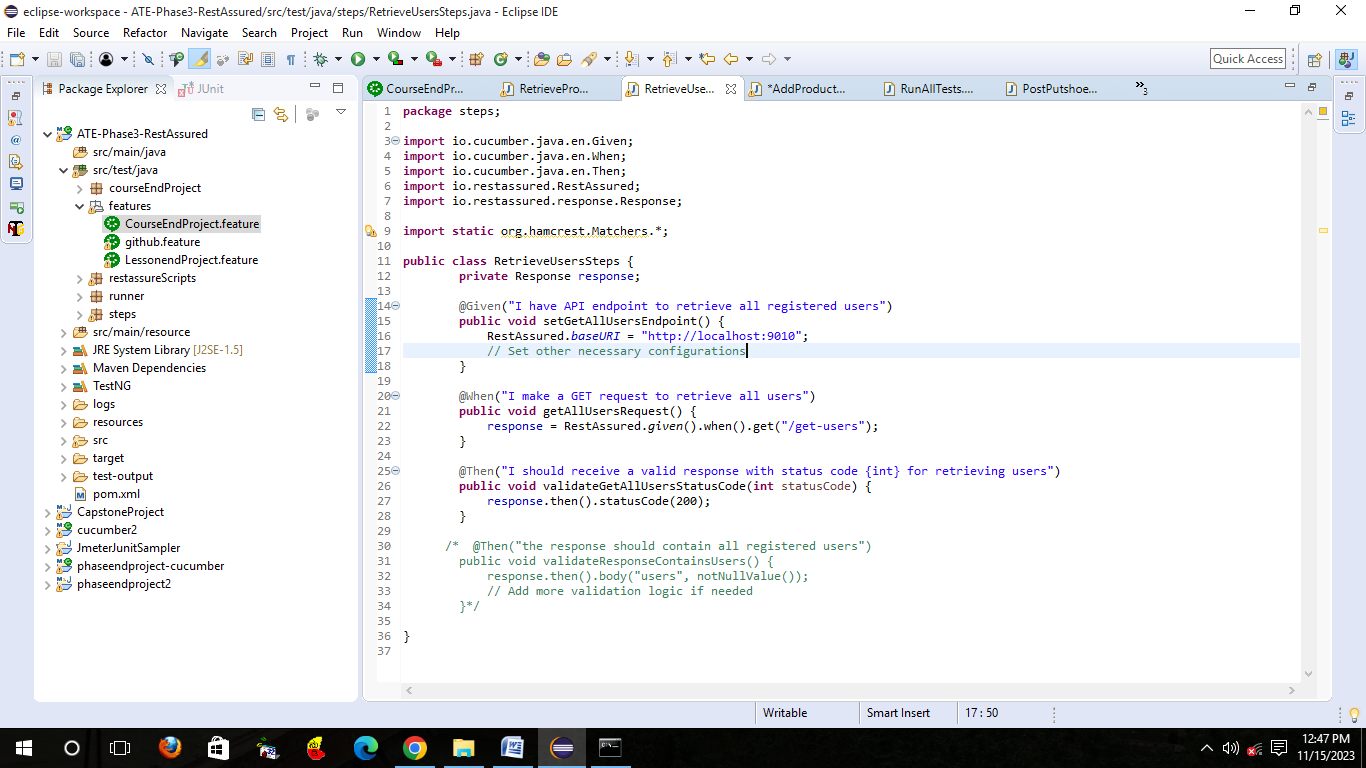 eclipse-workspace - ATE-Phase3-RestAssured/src/test/java/steps/RetrieveUsersSteps.java - Eclipse IDE
File Edit Source Refactor Navigate Search Project Run Window Help
Quick Access
Package Explorer JUnit
CourseEndPr... RetrievePro... RetrieveUse... *AddProduct... RunAllTests.... PostPutshoe... »3
ATE-Phase3-RestAssured
src/main/java
src/test/java
courseEndProject
features
CourseEndProject.feature
github.feature
LessonendProject.feature
restassureScripts
runner
steps
src/main/resource
JRE System Library [J2SE-1.5]
Maven Dependencies
TestNG
logs
resources
src
target
test-output
pom.xml
CapstoneProject
cucumber2
JmeterJunitSampler
phaseendproject-cucumber
phaseendproject2
1 package steps;
2
3 import io.cucumber.java.en.Given;
4 import io.cucumber.java.en.When;
5 import io.cucumber.java.en.Then;
6 import io.restassured.RestAssured;
7 import io.restassured.response.Response;
8
9 import static org.hamcrest.Matchers.*;
10
11 public class RetrieveUsersSteps {
12 private Response response;
13
14 @Given("I have API endpoint to retrieve all registered users")
15 public void setGetAllUsersEndpoint() {
16 RestAssured.baseURI = "http://localhost:9010";
17 // Set other necessary configurations
18 }
19
20 @When("I make a GET request to retrieve all users")
21 public void getAllUsersRequest() {
22 response = RestAssured.given().when().get("/get-users");
23 }
24
25 @Then("I should receive a valid response with status code {int} for retrieving users")
26 public void validateGetAllUsersStatusCode(int statusCode) {
27 response.then().statusCode(200);
28 }
29
30 /* @Then("the response should contain all registered users")
31 public void validateResponseContainsUsers() {
32 response.then().body("users", notNullValue());
33 // Add more validation logic if needed
34 }*/
35
36 }
37
Writable Smart Insert 17 : 50
12:47 PM
11/15/2023